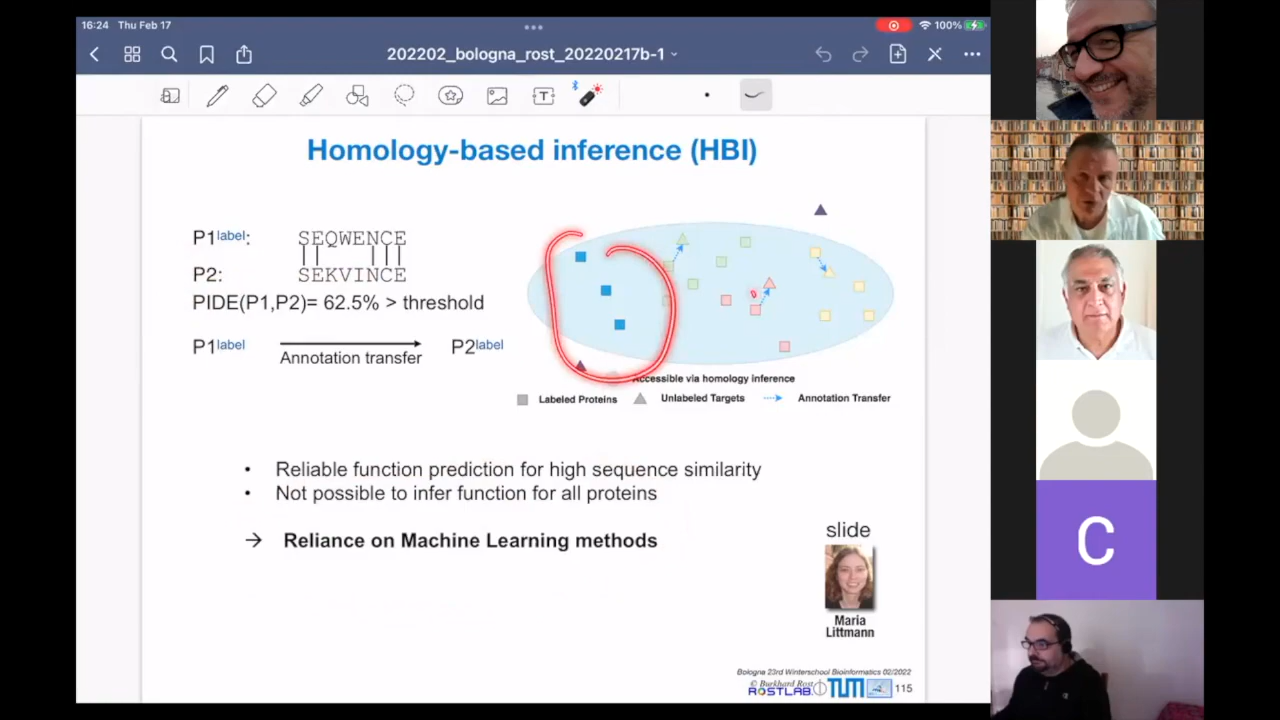 16:24 Thu Feb 17
100%
202202_bologna_rost_20220217b-1
T
Homology-based inference (HBI)
P1label: SEQWENCE
P2: SEKVINCE
PIDE(P1,P2)= 62.5% > threshold
P1label Annotation transfer P2label
Accessible via homology inference
Labeled Proteins Unlabeled Targets Annotation Transfer
• Reliable function prediction for high sequence similarity
• Not possible to infer function for all proteins
→ Reliance on Machine Learning methods
slide
Maria
Littmann
Bologna 23rd Winterschool Bioinformatics 02/2022
© Burkhard Rost
ROSTLAB TUM 115
C